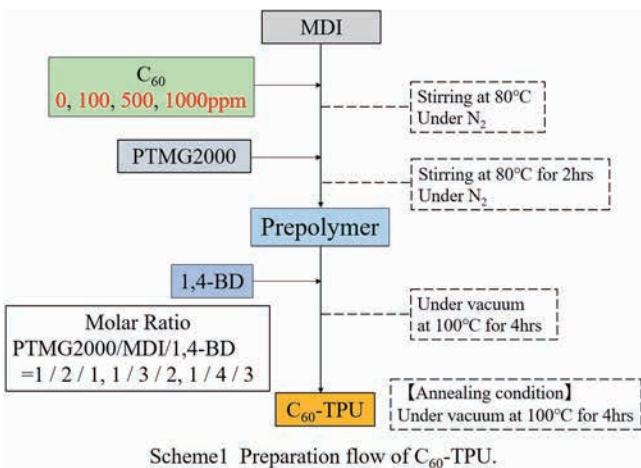 MDI
C₆₀
0, 100, 500, 1000ppm
Stirring at 80℃
Under N₂
PTMG2000
Stirring at 80℃ for 2hrs
Under N₂
Prepolymer
1,4-BD
Under vacuum
at 100℃ for 4hrs
Molar Ratio
PTMG2000/MDI/1,4-BD
=1 / 2 / 1, 1 / 3 / 2, 1 / 4 / 3
C₆₀-TPU
【Annealing condition】
Under vacuum at 100℃ for 4hrs
Scheme1 Preparation flow of C₆₀-TPU.